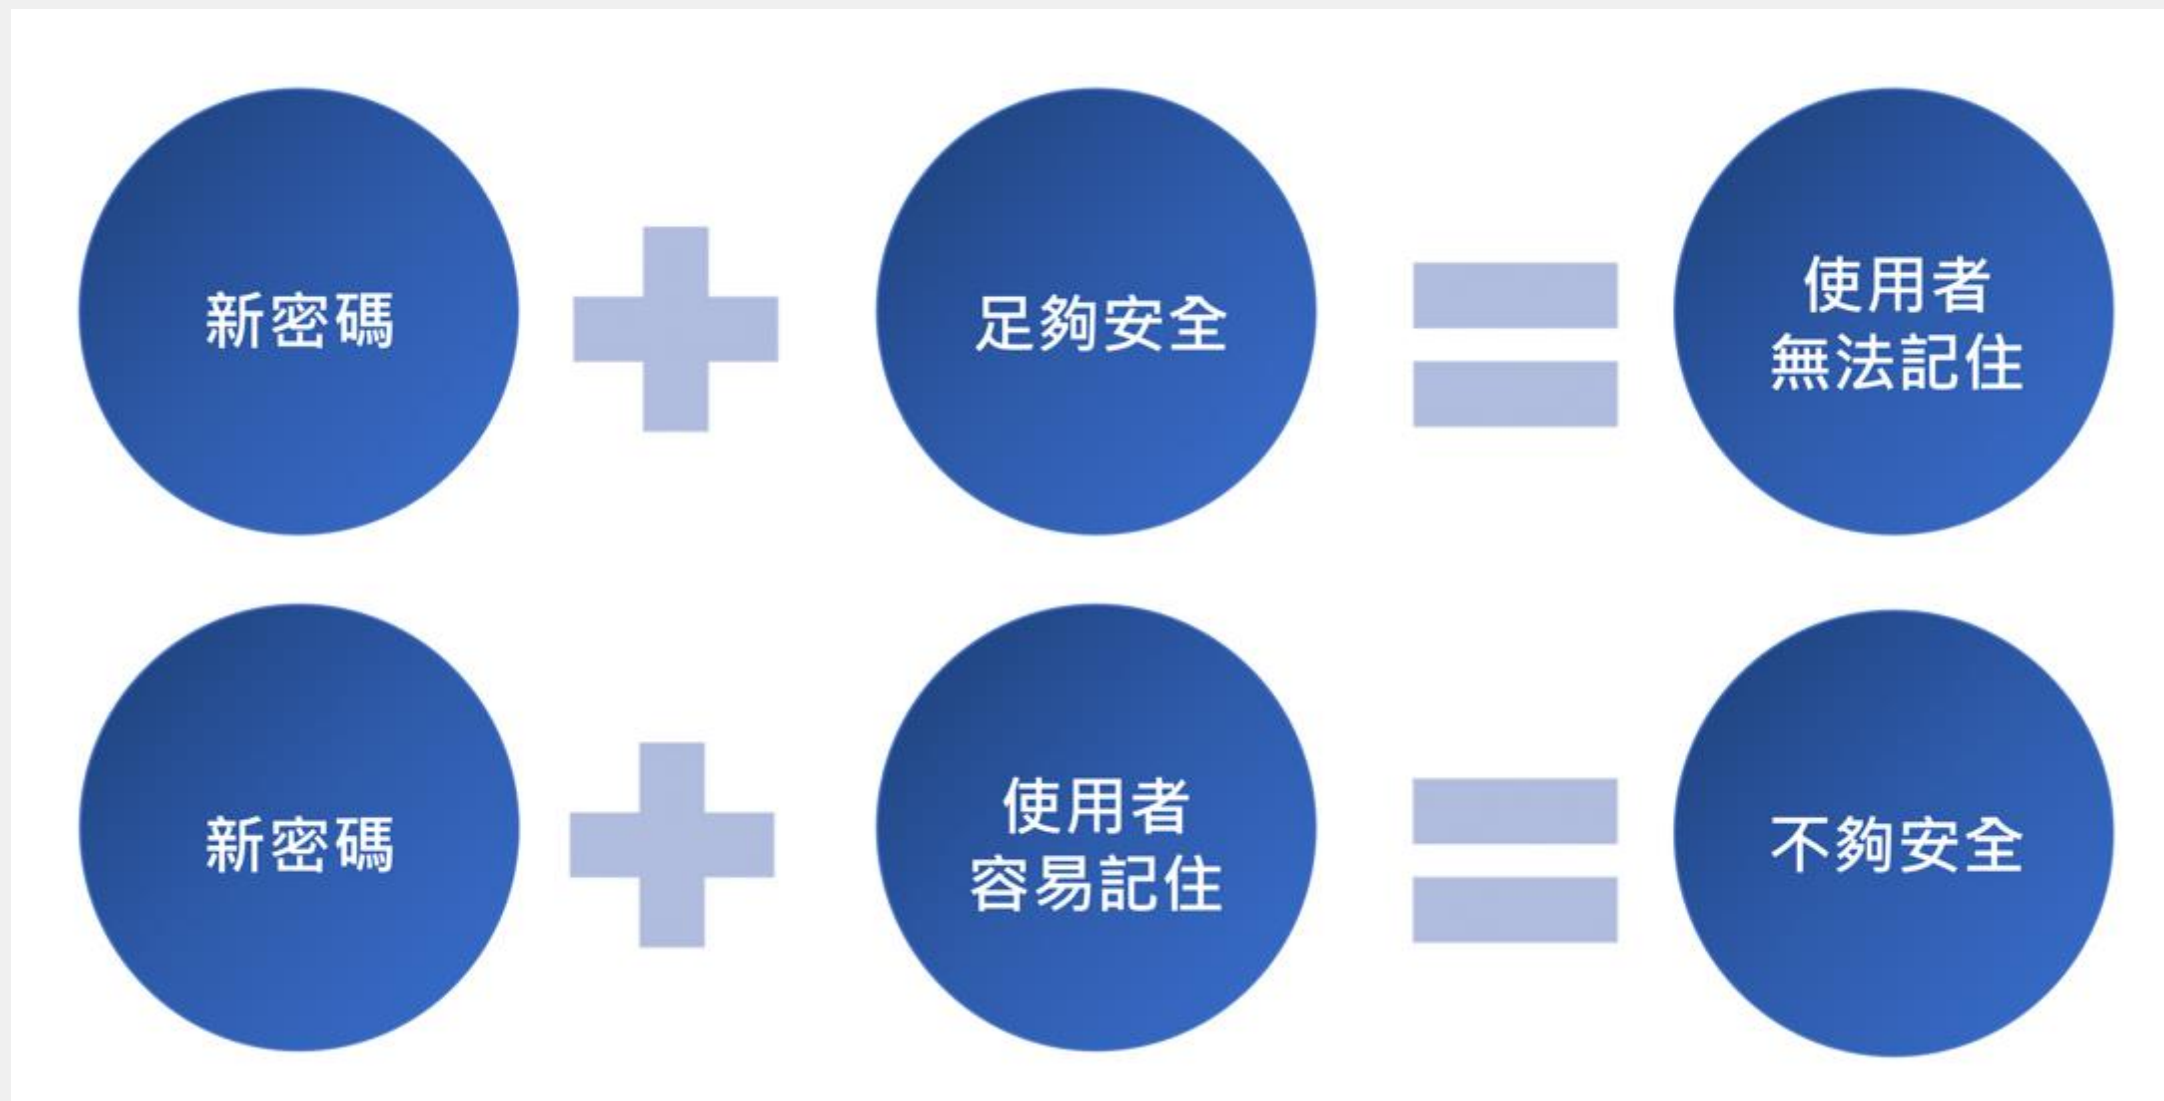 新密碼
足夠安全
使用者
無法記住
新密碼
使用者
容易記住
不夠安全